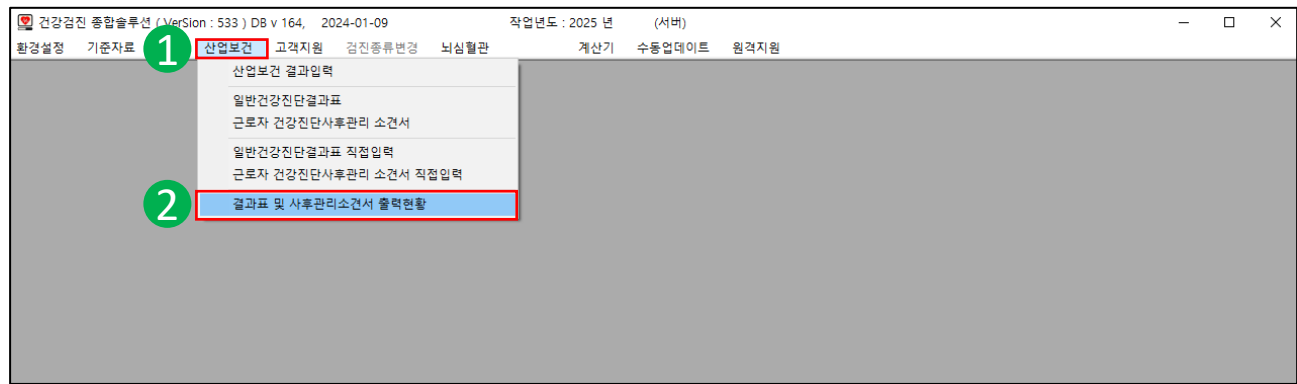 건강검진 종합솔루션 ( VerSion : 533 ) DB v 164, 2024-01-09 작업년도 : 2025 년 (서버)
환경설정 기준자료 1 산업보건 고객지원 검진종류변경 뇌심혈관 계산기 수동업데이트 원격지원
산업보건 결과입력
일반건강진단결과표
근로자 건강진단사후관리 소견서
일반건강진단결과표 직접입력
근로자 건강진단사후관리 소견서 직접입력
2 결과표 및 사후관리소견서 출력현황